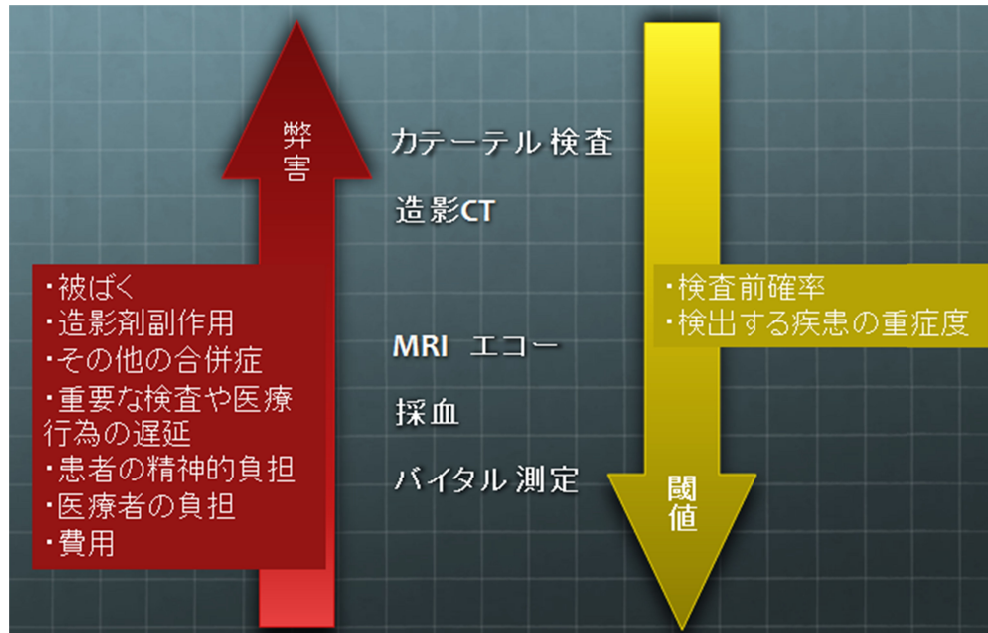 弊害
カテーテル検査
造影CT
・被ばく
・造影剤副作用
・その他の合併症
・重要な検査や医療
行為の遅延
・患者の精神的負担
・医療者の負担
・費用
MRI エコー
採血
バイタル測定
・検査前確率
・検出する疾患の重症度
閾値